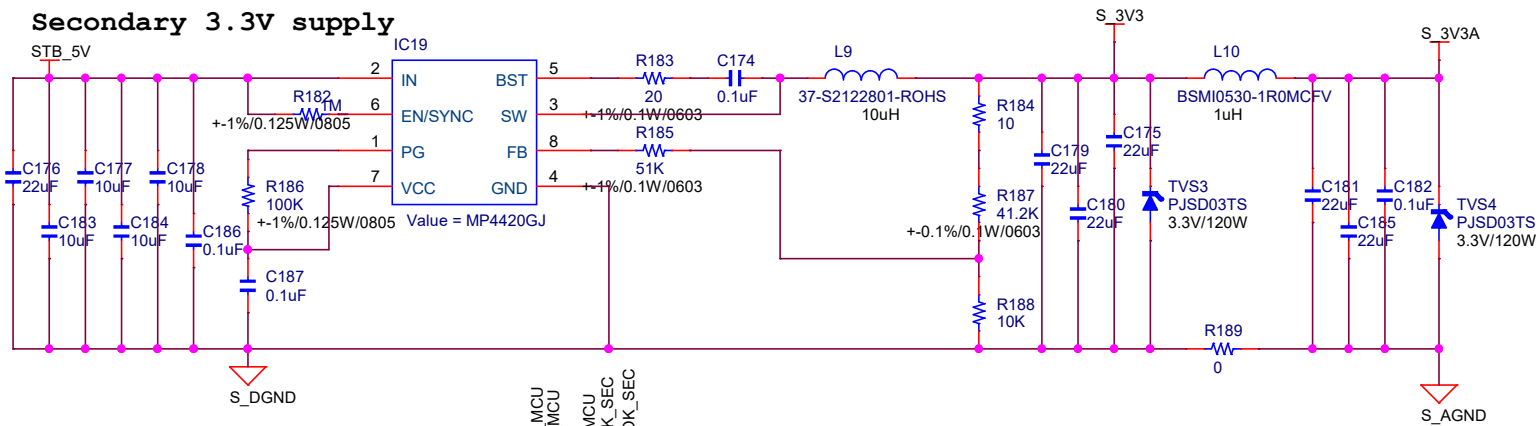 Secondary 3.3V supply
STB_5V
S_3V3
S_3V3A
IC19
2 IN
BST 5
6 EN/SYNC
SW 3
1 PG
FB 8
7 VCC
GND 4
Value = MP4420GJ
R182
1M
+-1%/0.125W/0805
R183
20
+-1%/0.1W/0603
C174
0.1uF
L9
37-S2122801-ROHS
10uH
L10
BSMI0530-1R0MCFV
1uH
R184
10
R185
51K
+-1%/0.1W/0603
R186
100K
+-1%/0.125W/0805
R187
41.2K
+-0.1%/0.1W/0603
R188
10K
R189
0
C176
22uF
C177
10uF
C178
10uF
C183
10uF
C184
10uF
C186
0.1uF
C187
0.1uF
C179
22uF
C175
22uF
C180
22uF
TVS3
PJSD03TS
3.3V/120W
C181
22uF
C182
0.1uF
C185
22uF
TVS4
PJSD03TS
3.3V/120W
S_DGND
S_AGND
_MCU
MCU
MCU
K_SEC
OK_SEC